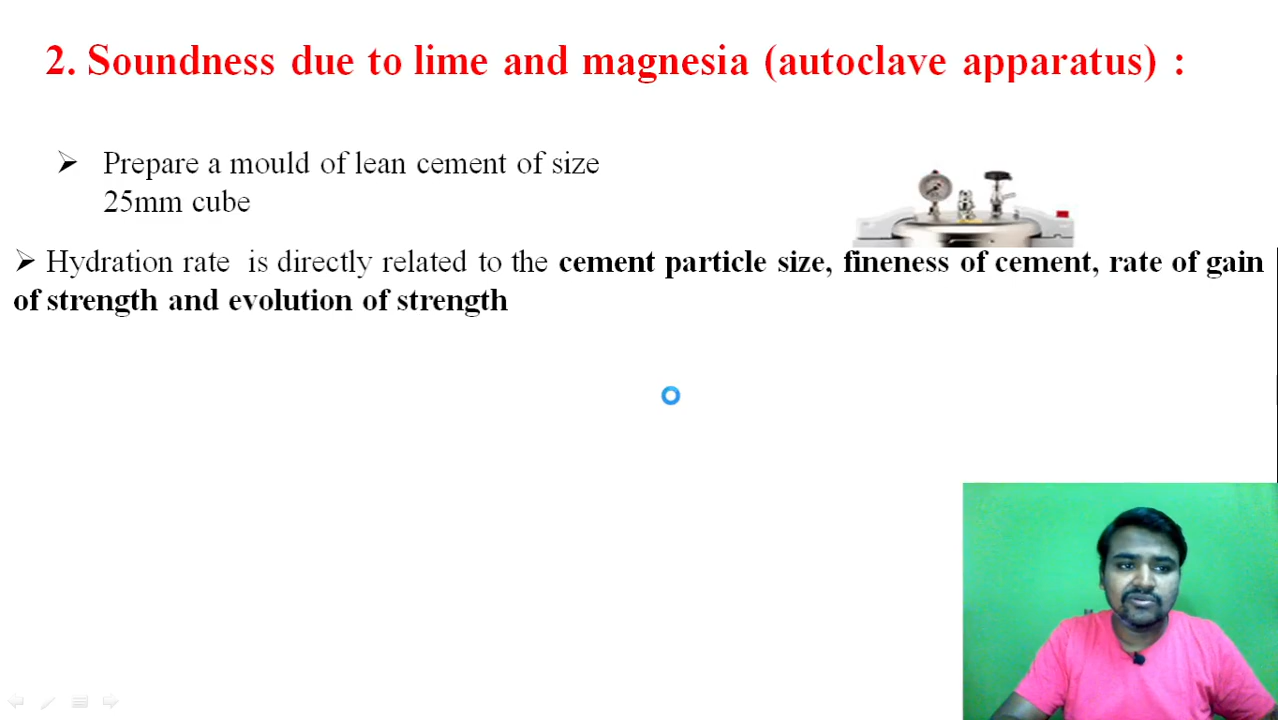 2. Soundness due to lime and magnesia (autoclave apparatus) :
➢ Prepare a mould of lean cement of size
25mm cube
➢ Hydration rate is directly related to the cement particle size, fineness of cement, rate of gain
of strength and evolution of strength